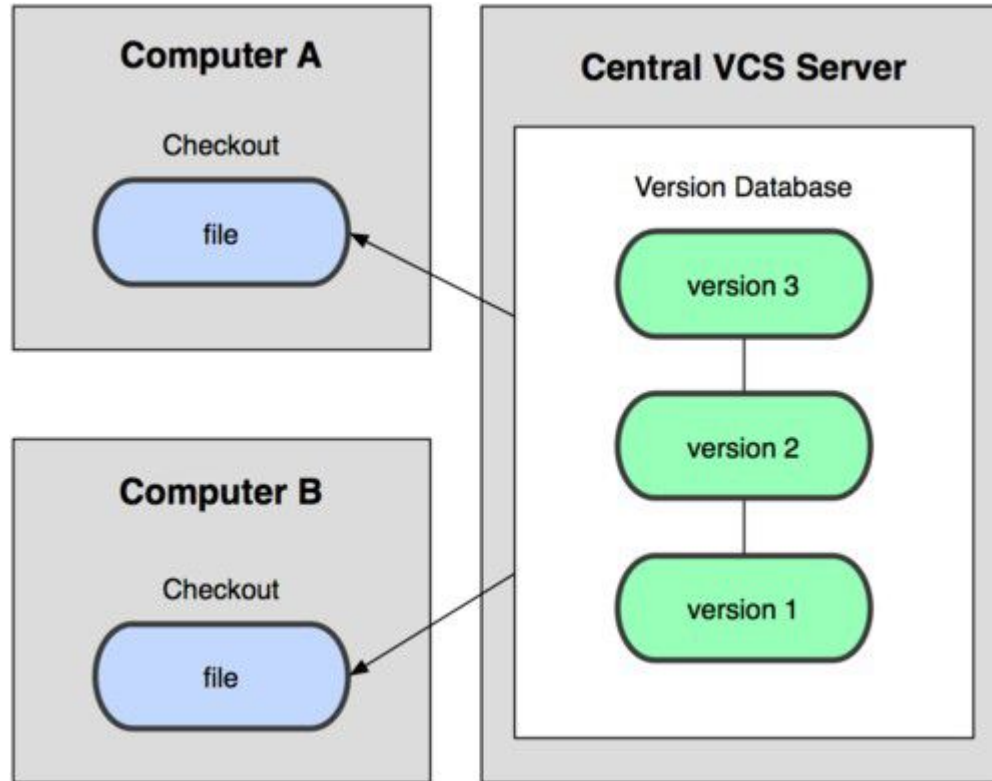 Computer A
Checkout
file
Computer B
Checkout
file
Central VCS Server
Version Database
version 3
version 2
version 1